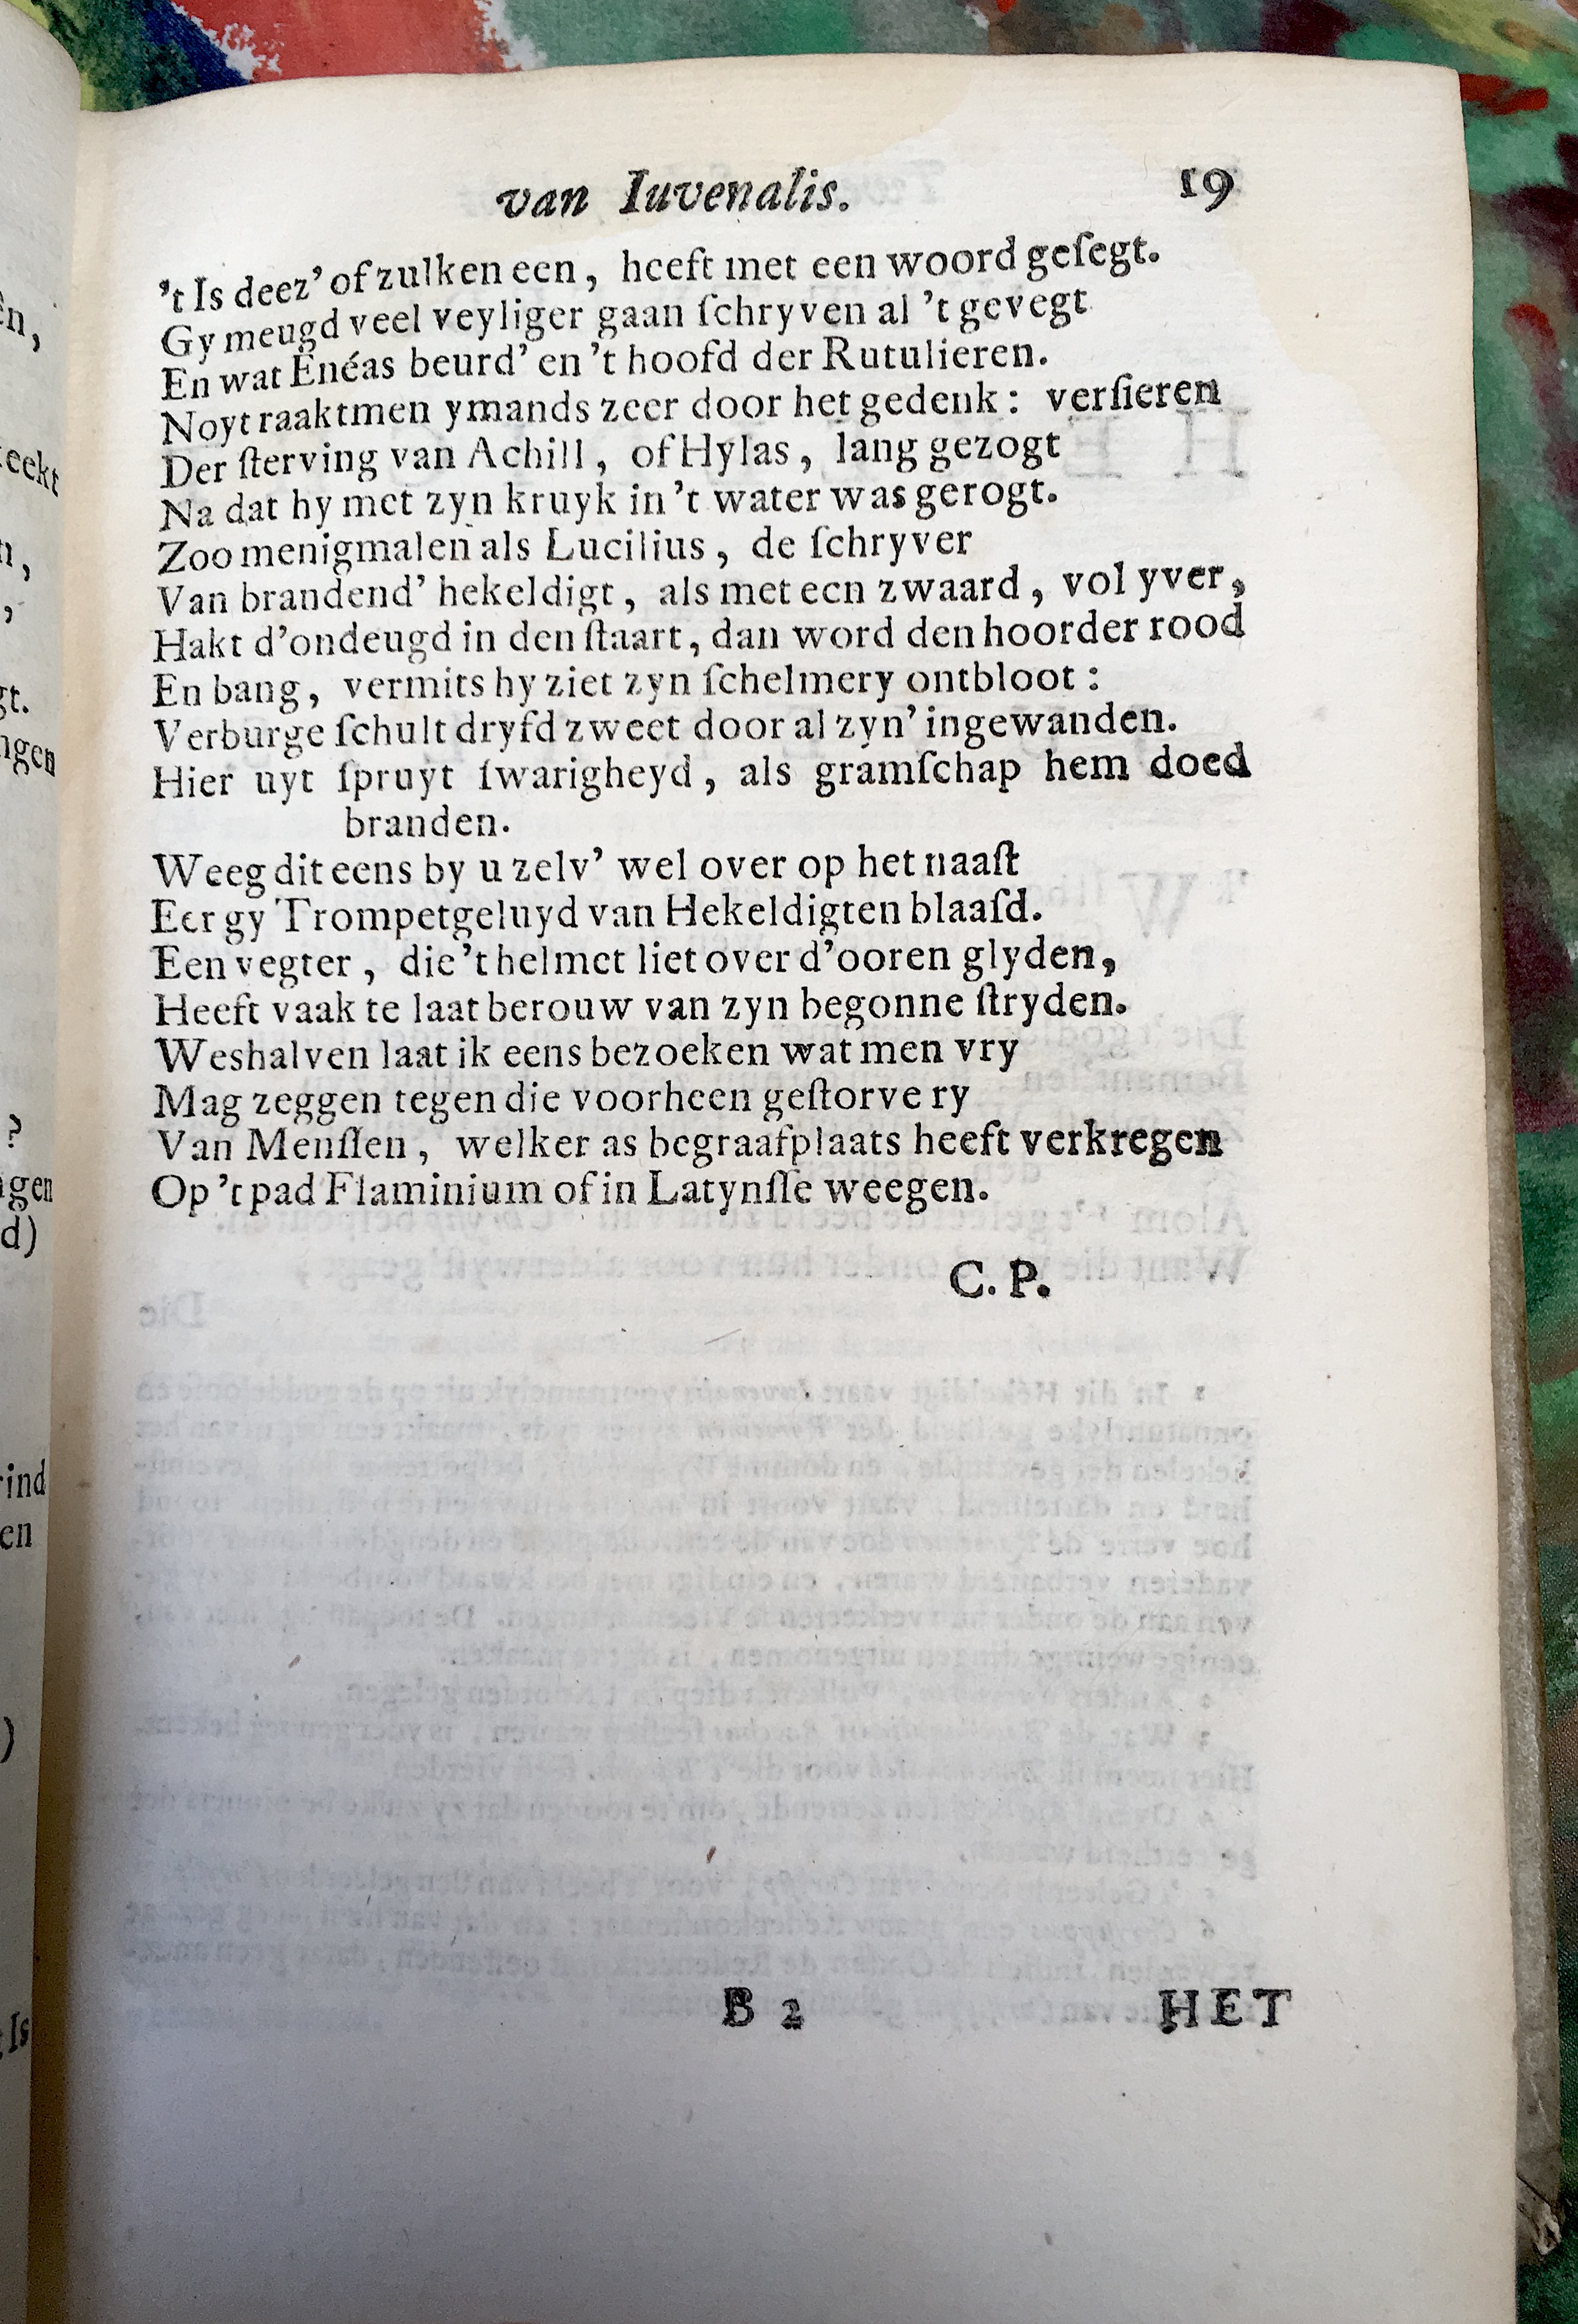 van Iuvenalis. 19
't Is deez' of zulken een, heeft met een woord geſegt.
Gy meugd veel veyliger gaan ſchryven al 't gevegt
En wat Enéas beurd' en 't hoofd der Rutulieren.
Noyt raaktmen ymands zeer door het gedenk: verſieren
Der ſterving van Achill, of Hylas, lang gezogt
Na dat hy met zyn kruyk in 't water was gerogt.
Zoo menigmalen als Lucilius, de ſchryver
Van brandend' hekeldigt, als met een zwaard, vol yver,
Hakt d'ondeugd in den ſtaart, dan word den hoorder rood
En bang, vermits hy ziet zyn ſchelmery ontbloot:
Verburge ſchult dryfd zweet door al zyn' ingewanden.
Hier uyt ſpruyt ſwarigheyd, als gramſchap hem doed
branden.
Weeg dit eens by u zelv' wel over op het naaſt
Eer gy Trompetgeluyd van Hekeldigten blaaſd.
Een vegter, die 't helmet liet over d'ooren glyden,
Heeft vaak te laat berouw van zyn begonne ſtryden.
Weshalven laat ik eens bezoeken wat men vry
Mag zeggen tegen die voorheen geſtorve ry
Van Menſſen, welker as begraafplaats heeft verkregen
Op 't pad Flaminium of in Latynſſe weegen.
C. P.
B 2 HET